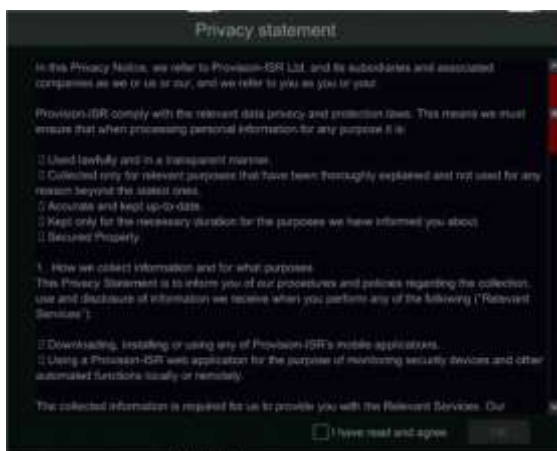 Privacy statement
In this Privacy Notice, we refer to Provision-ISR Ltd. and its subsidiaries and associated
companies as we or us or our, and we refer to you as you or your.
Provision-ISR comply with the relevant data privacy and protection laws. This means we must
ensure that when processing personal information for any purpose it is:
▯ Used lawfully and in a transparent manner.
▯ Collected only for relevant purposes that have been thoroughly explained and not used for any
reason beyond the stated ones.
▯ Accurate and kept up-to-date.
▯ Kept only for the necessary duration for the purposes we have informed you about.
▯ Secured Properly.
1. How we collect information and for what purposes
This Privacy Statement is to inform you of our procedures and policies regarding the collection,
use and disclosure of information we receive when you perform any of the following ("Relevant
Services"):
▯ Downloading, installing or using any of Provision-ISR's mobile applications.
▯ Using a Provision-ISR web application for the purpose of monitoring security devices and other
automated functions locally or remotely.
The collected information is required for us to provide you with the Relevant Services. Our
I have read and agree